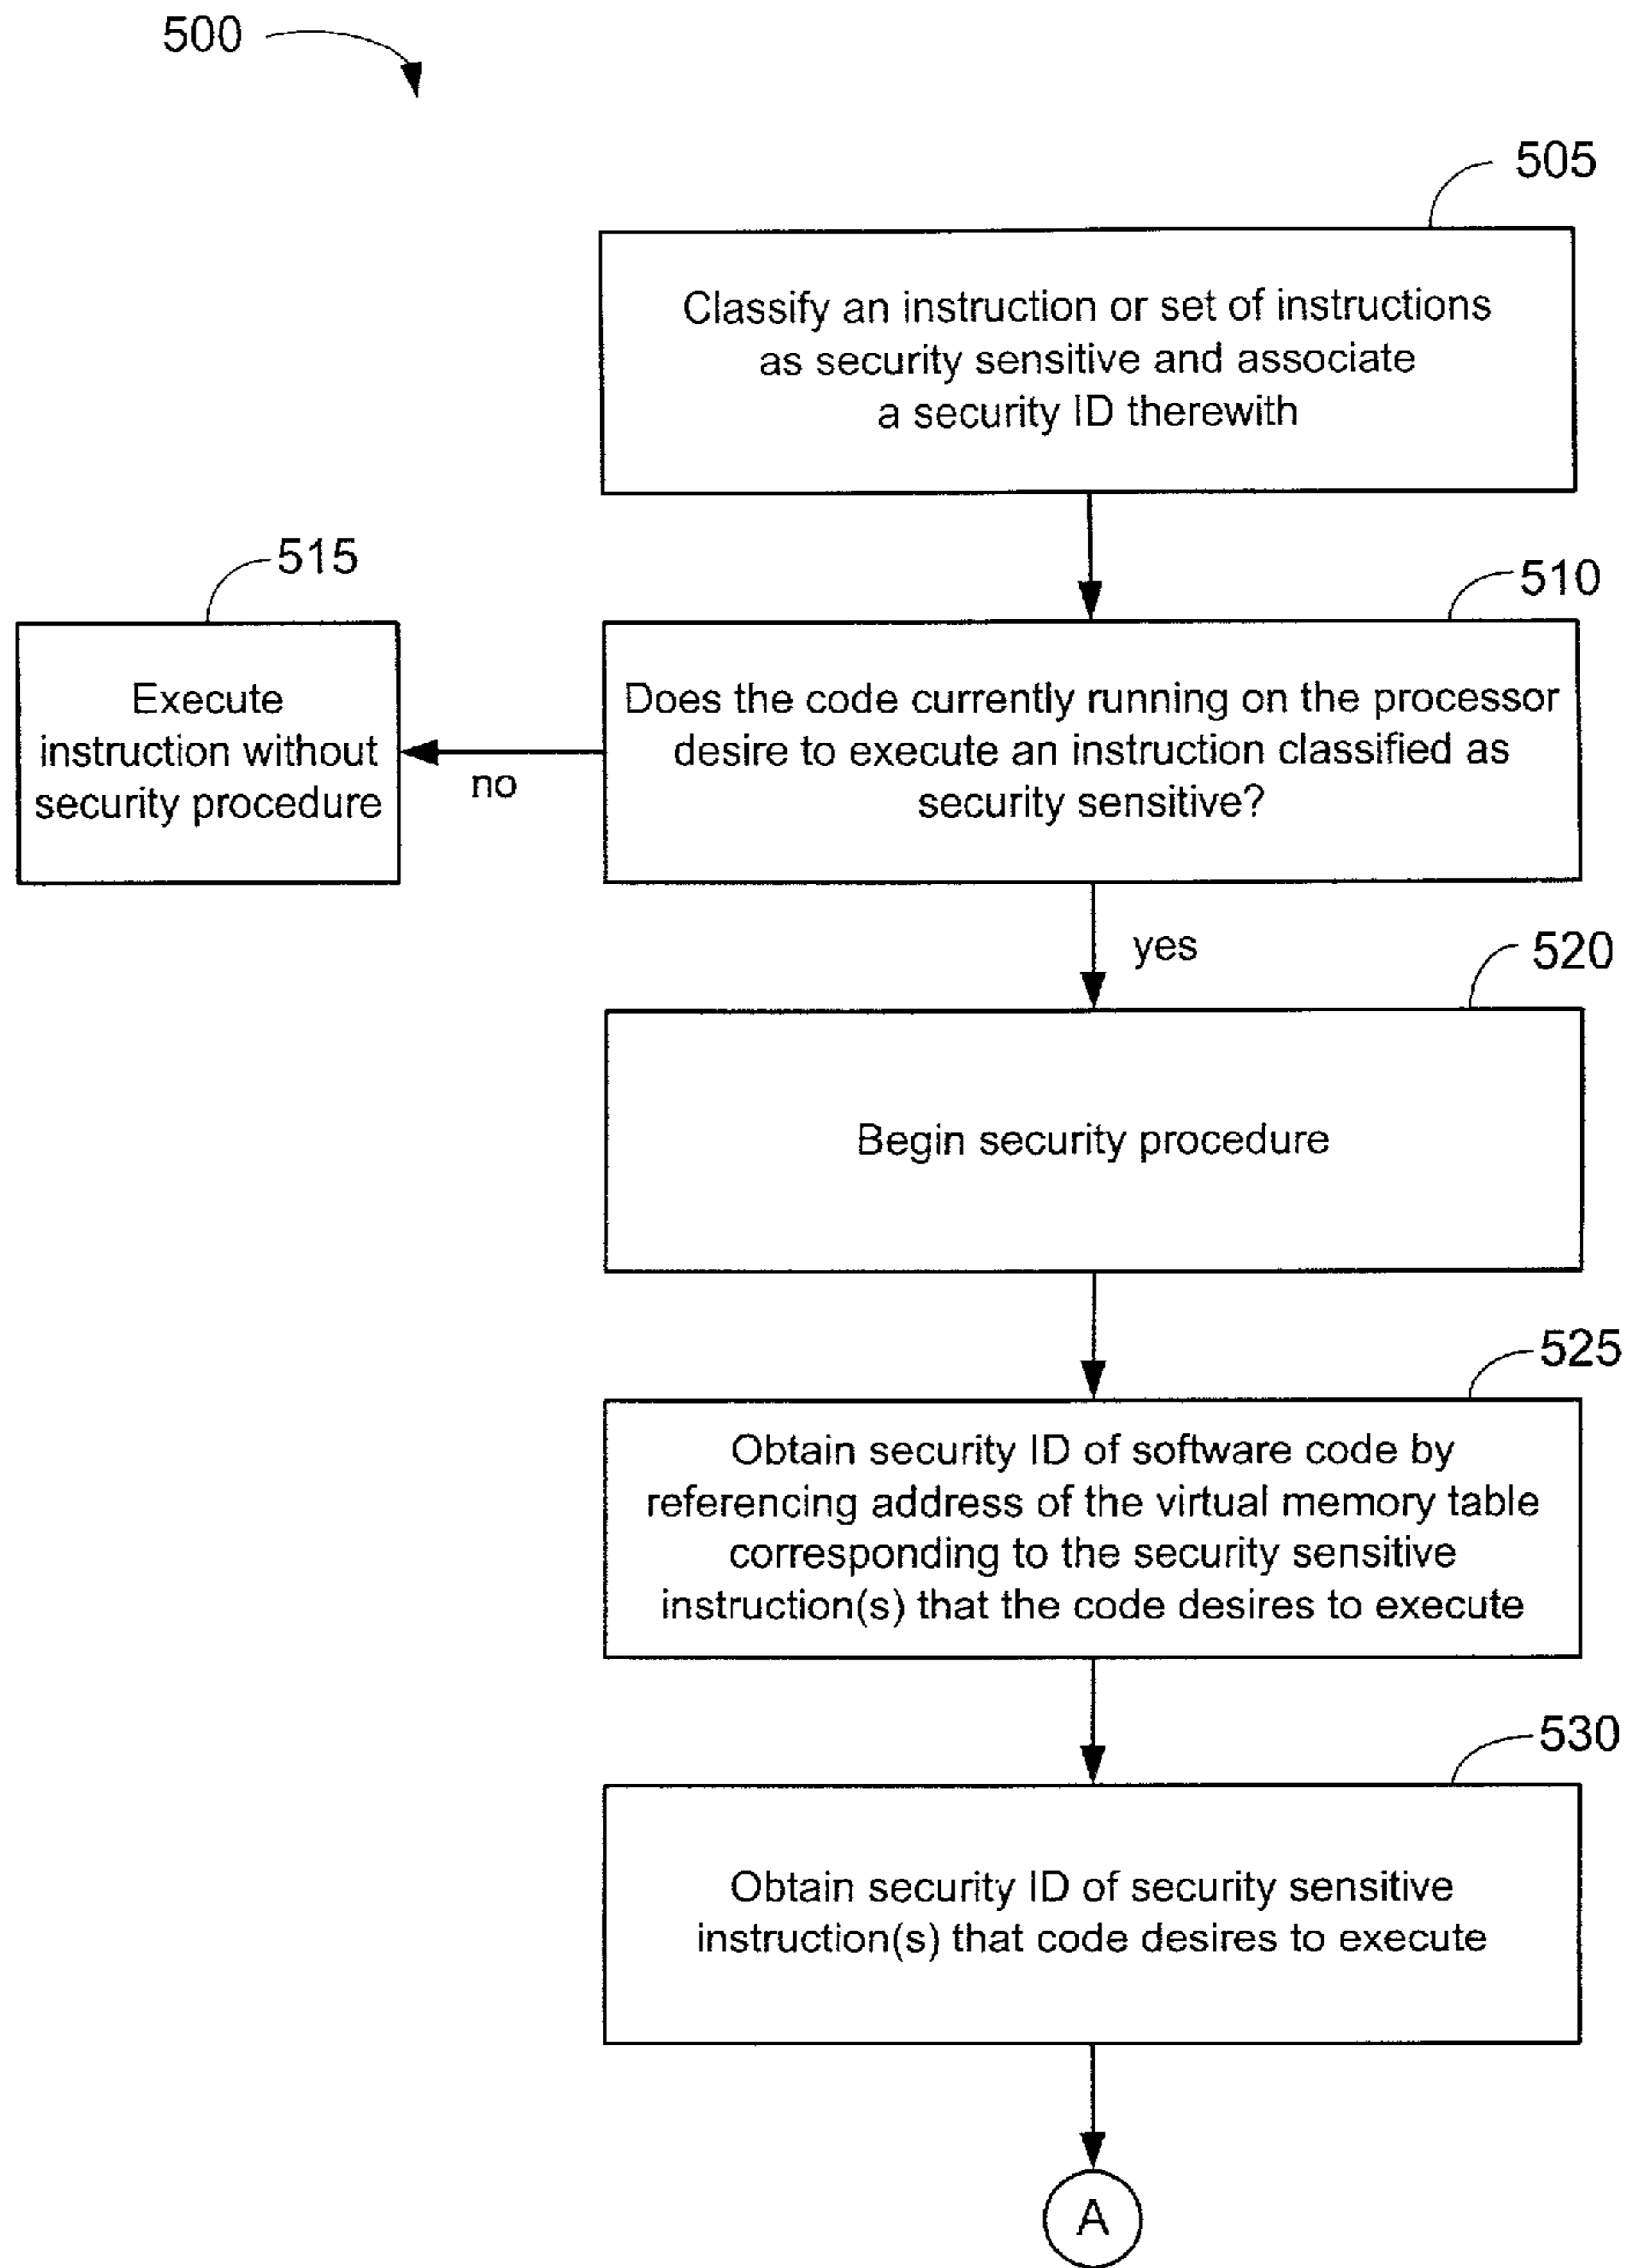 500
505
Classify an instruction or set of instructions
as security sensitive and associate
a security ID therewith
515
510
Execute
instruction without
security procedure
no
Does the code currently running on the processor
desire to execute an instruction classified as
security sensitive?
yes
520
Begin security procedure
525
Obtain security ID of software code by
referencing address of the virtual memory table
corresponding to the security sensitive
instruction(s) that the code desires to execute
530
Obtain security ID of security sensitive
instruction(s) that code desires to execute
A